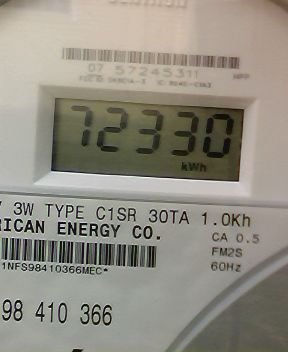 07 57245311
72330
kWh
3W TYPE C1SR 30TA 1.0Kh
RICAN ENERGY CO.
CA 0.5
FM2S
60Hz
1NFS98410366MEC*
98 410 366